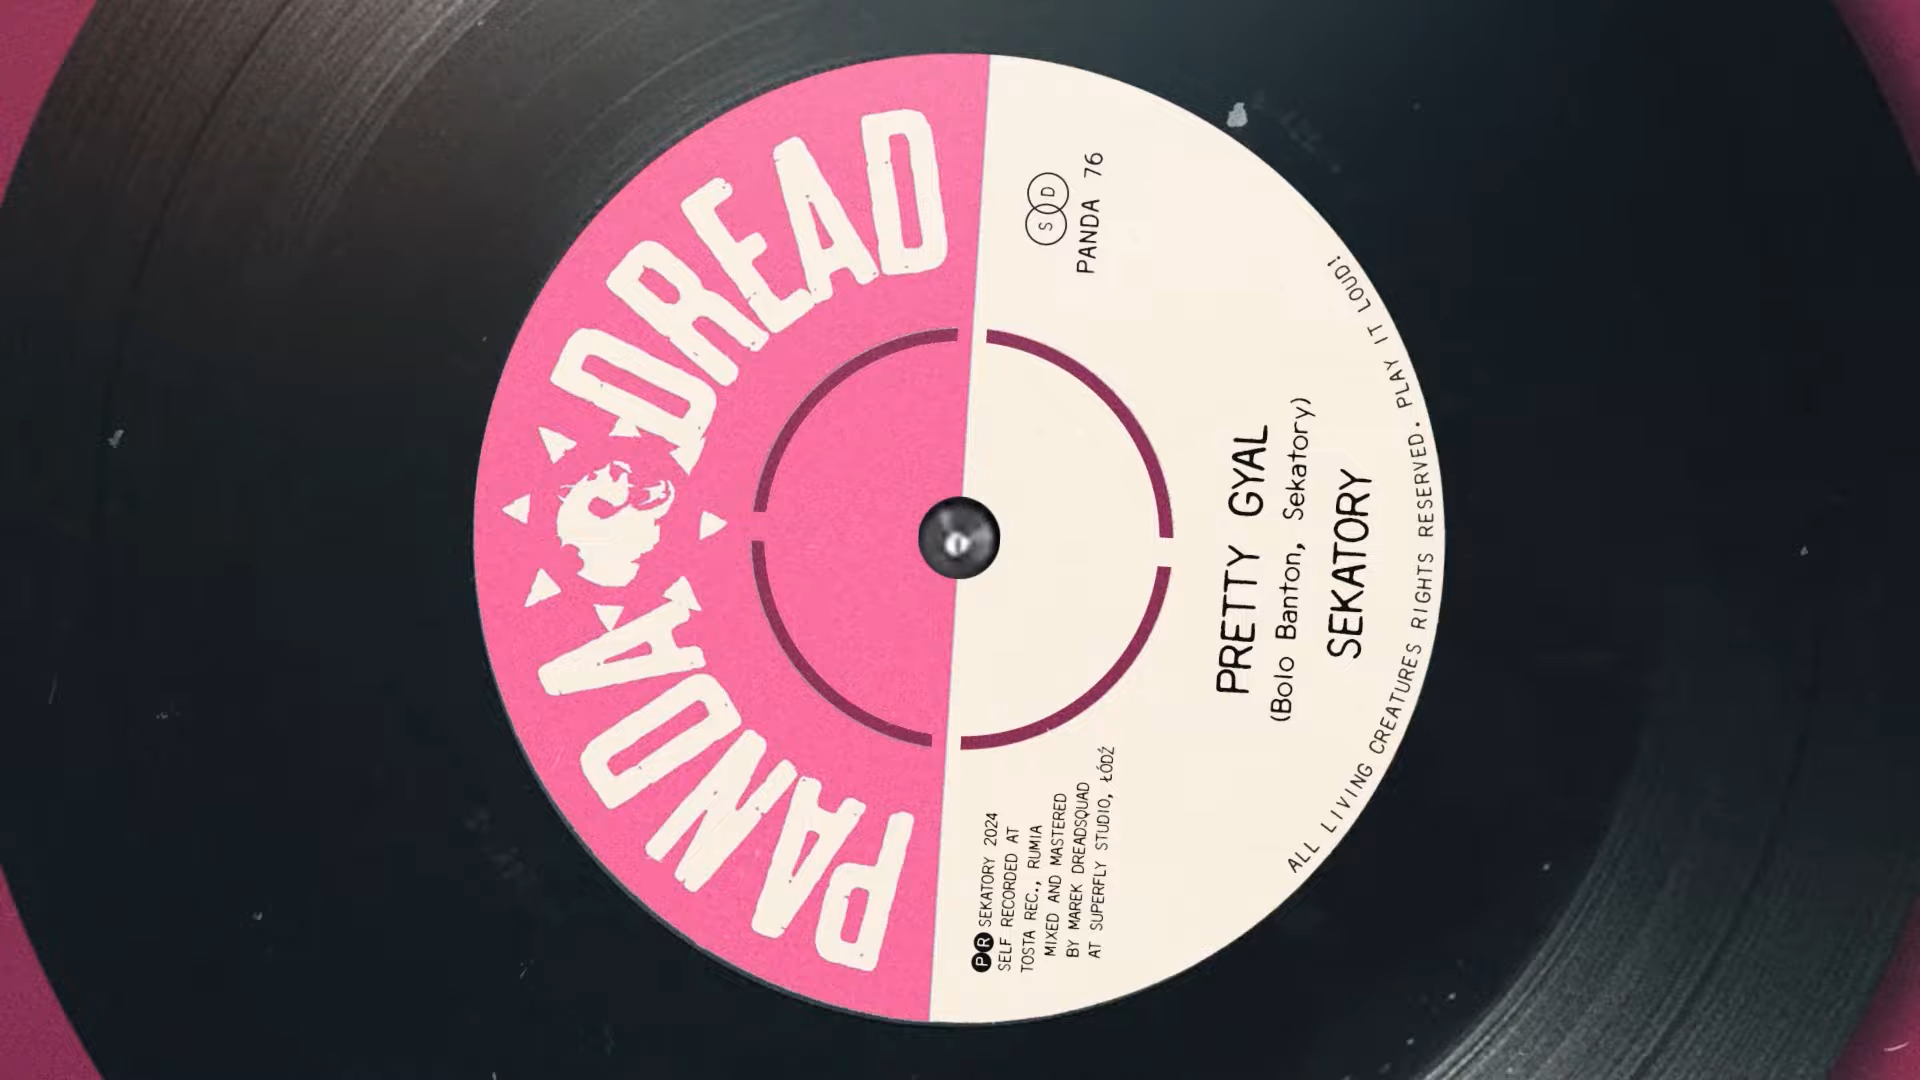 PANDA DREAD
S D
PANDA 76
PR SEKATORY 2024
SELF RECORDED AT
TOSTA REC., RUMIA
MIXED AND MASTERED
BY MAREK DREADSQUAD
AT SUPERFLY STUDIO, ŁÓDŹ
PRETTY GYAL
(Bolo Banton, Sekatory)
SEKATORY
ALL LIVING CREATURES RIGHTS RESERVED. PLAY IT LOUD!